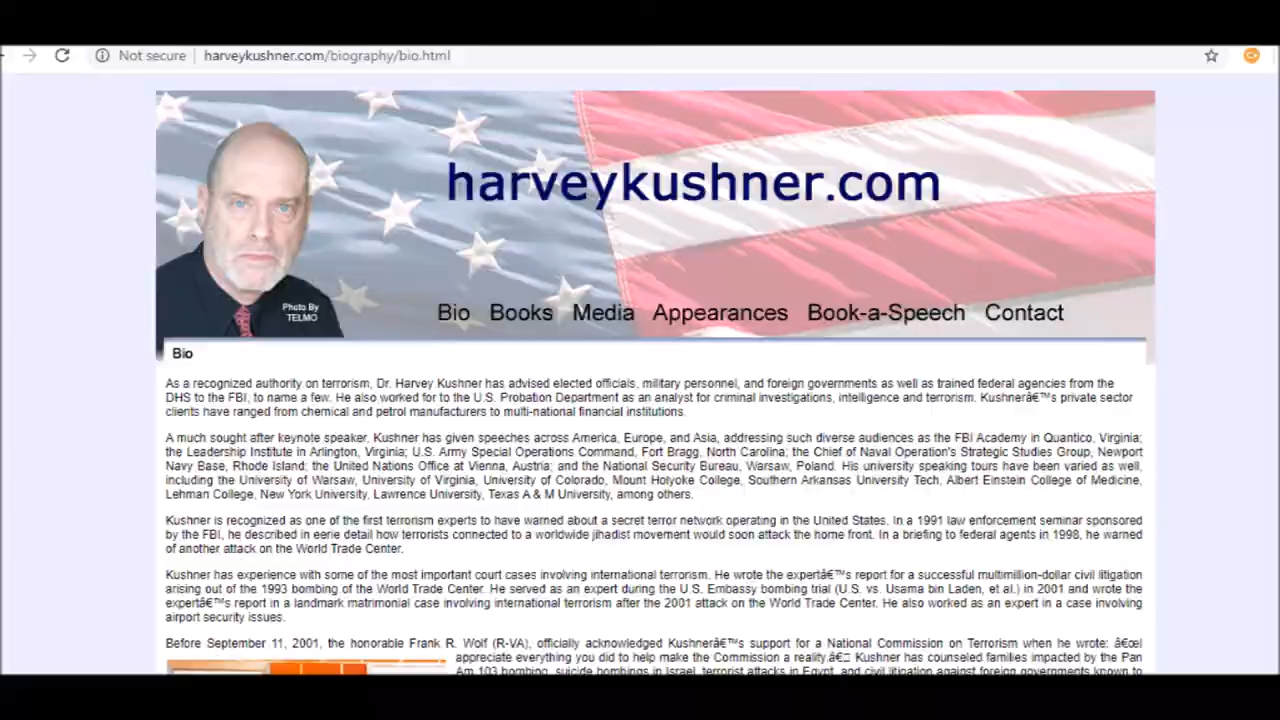 Not secure | harveykushner.com/biography/bio.html
harveykushner.com
Photo By
TELMO
Bio Books Media Appearances Book-a-Speech Contact
Bio
As a recognized authority on terrorism, Dr. Harvey Kushner has advised elected officials, military personnel, and foreign governments as well as trained federal agencies from the
DHS to the FBI, to name a few. He also worked for to the U.S. Probation Department as an analyst for criminal investigations, intelligence and terrorism. Kushnerâ€™s private sector
clients have ranged from chemical and petrol manufacturers to multi-national financial institutions.
A much sought after keynote speaker, Kushner has given speeches across America, Europe, and Asia, addressing such diverse audiences as the FBI Academy in Quantico, Virginia;
the Leadership Institute in Arlington, Virginia; U.S. Army Special Operations Command, Fort Bragg, North Carolina; the Chief of Naval Operation's Strategic Studies Group, Newport
Navy Base, Rhode Island; the United Nations Office at Vienna, Austria; and the National Security Bureau, Warsaw, Poland. His university speaking tours have been varied as well,
including the University of Warsaw, University of Virginia, University of Colorado, Mount Holyoke College, Southern Arkansas University Tech, Albert Einstein College of Medicine,
Lehman College, New York University, Lawrence University, Texas A & M University, among others.
Kushner is recognized as one of the first terrorism experts to have warned about a secret terror network operating in the United States. In a 1991 law enforcement seminar sponsored
by the FBI, he described in eerie detail how terrorists connected to a worldwide jihadist movement would soon attack the home front. In a briefing to federal agents in 1998, he warned
of another attack on the World Trade Center.
Kushner has experience with some of the most important court cases involving international terrorism. He wrote the expertâ€™s report for a successful multimillion-dollar civil litigation
arising out of the 1993 bombing of the World Trade Center. He served as an expert during the U.S. Embassy bombing trial (U.S. vs. Usama bin Laden, et al.) in 2001 and wrote the
expertâ€™s report in a landmark matrimonial case involving international terrorism after the 2001 attack on the World Trade Center. He also worked as an expert in a case involving
airport security issues.
Before September 11, 2001, the honorable Frank R. Wolf (R-VA), officially acknowledged Kushnerâ€™s support for a National Commission on Terrorism when he wrote: â€œI
appreciate everything you did to help make the Commission a reality.â€ Kushner has counseled families impacted by the Pan
Am 103 bombing, suicide bombings in Israel, terrorist attacks in Egypt, and civil litigation against foreign governments known to